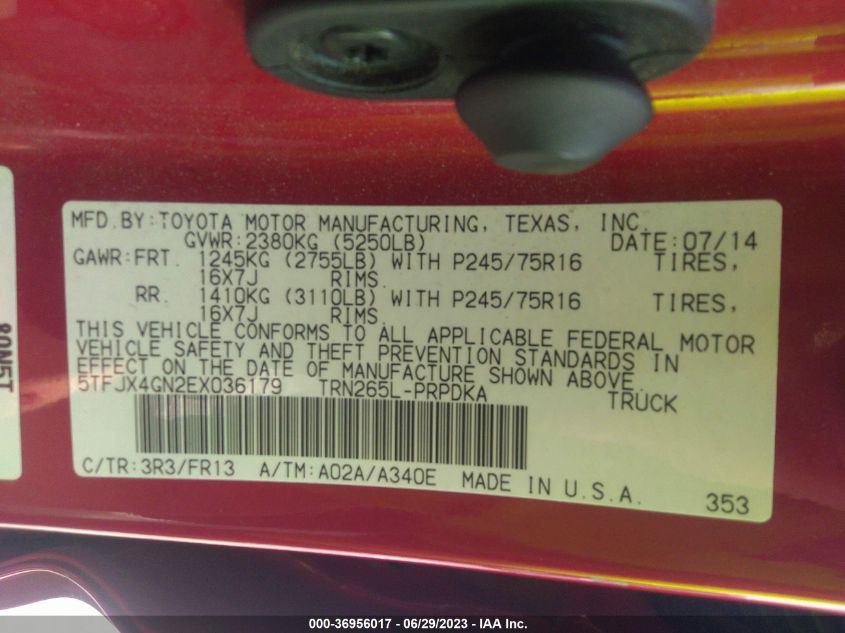 MFD.BY:TOYOTA MOTOR MANUFACTURING, TEXAS, INC.
GVWR:2380KG (5250LB) DATE:07/14
GAWR:FRT. 1245KG (2755LB) WITH P245/75R16 TIRES,
16X7J RIMS
RR. 1410KG (3110LB) WITH P245/75R16 TIRES,
16X7J RIMS
THIS VEHICLE CONFORMS TO ALL APPLICABLE FEDERAL MOTOR
VEHICLE SAFETY AND THEFT PREVENTION STANDARDS IN
EFFECT ON THE DATE OF MANUFACTURE SHOWN ABOVE.
5TFJX4GN2EX036179 TRN265L-PRPDKA TRUCK
C/TR:3R3/FR13 A/TM:A02A/A340E MADE IN U.S.A.
353
80N5T
000-36956017 - 06/29/2023 - IAA Inc.